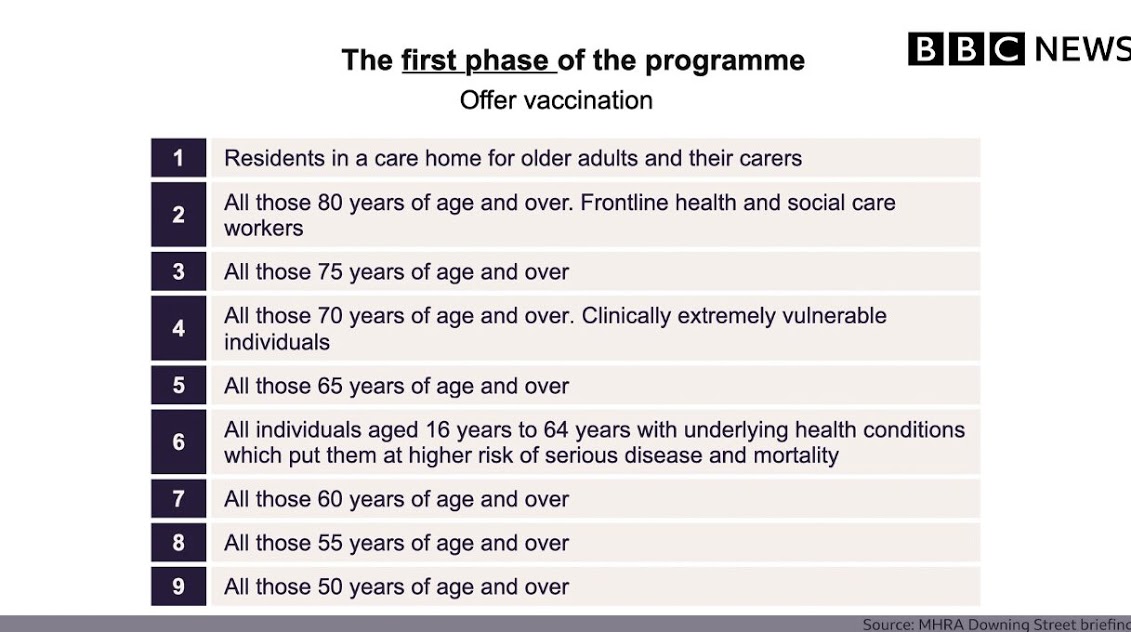 BBC NEWS
The first phase of the programme
Offer vaccination
1 Residents in a care home for older adults and their carers
2 All those 80 years of age and over. Frontline health and social care
workers
3 All those 75 years of age and over
4 All those 70 years of age and over. Clinically extremely vulnerable
individuals
5 All those 65 years of age and over
6 All individuals aged 16 years to 64 years with underlying health conditions
which put them at higher risk of serious disease and mortality
7 All those 60 years of age and over
8 All those 55 years of age and over
9 All those 50 years of age and over
Source: MHRA Downing Street briefing